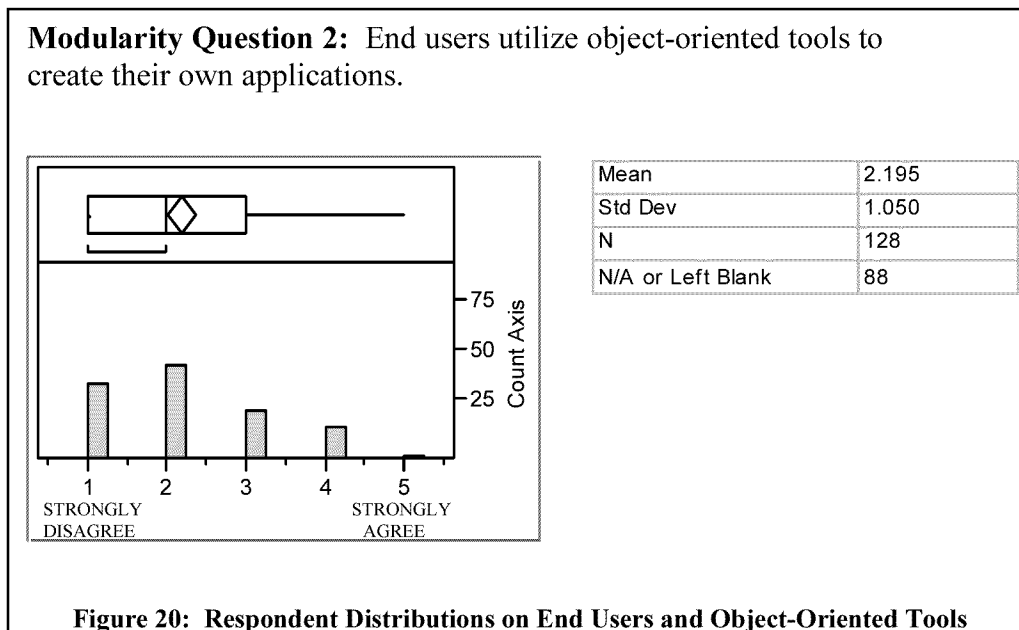 Modularity Question 2: End users utilize object-oriented tools to
create their own applications.
Mean 2.195
Std Dev 1.050
N 128
N/A or Left Blank 88
75
50
25
Count Axis
1 2 3 4 5
STRONGLY DISAGREE
STRONGLY AGREE
Figure 20: Respondent Distributions on End Users and Object-Oriented Tools